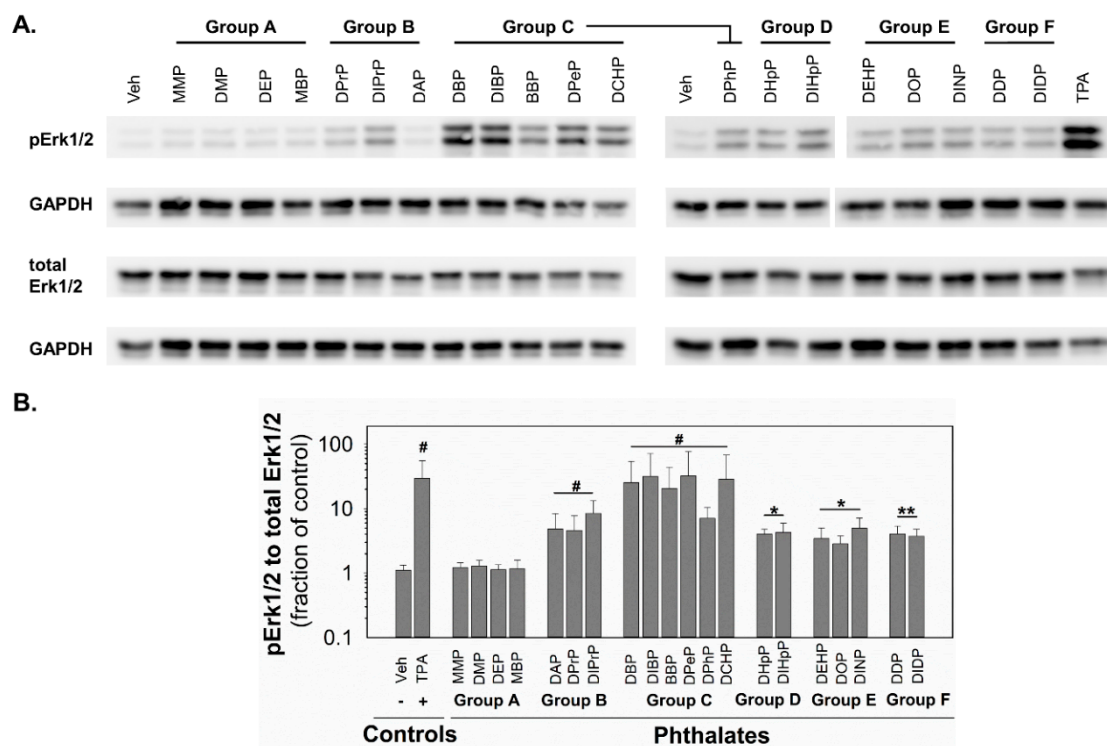 A.
Group A Group B Group C Group D Group E Group F
Veh MMP DMP DEP MBP DPrP DIPrP DAP DBP DIBP BBP DPeP DCHP Veh DPhP DHpP DIHpP DEHP DOP DINP DDP DIDP TPA
pErk1/2
GAPDH
total
Erk1/2
GAPDH
B.
pErk1/2 to total Erk1/2
(fraction of control)
100
10
1
0.1
# # # * * **
Veh TPA MMP DMP DEP MBP DAP DPrP DIPrP DBP DIBP BBP DPeP DPhP DCHP DHpP DIHpP DEHP DOP DINP DDP DIDP
- + Group A Group B Group C Group D Group E Group F
Controls Phthalates